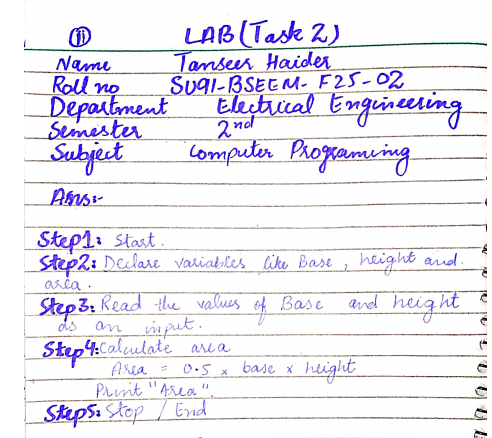 ii LAB (Task 2)
Name Tanseer Haider
Roll no SU91-BSEEM-F25-02
Department Electrical Engineering
Semester 2nd
Subject Computer Programing
Ans:-
Step1: Start.
Step2: Declare variables like Base, height and.
area.
Step3: Read the values of Base and height
as an input.
Step4: Calculate area
Area = 0.5 x base x height
Print "Area".
Step5: Stop / End